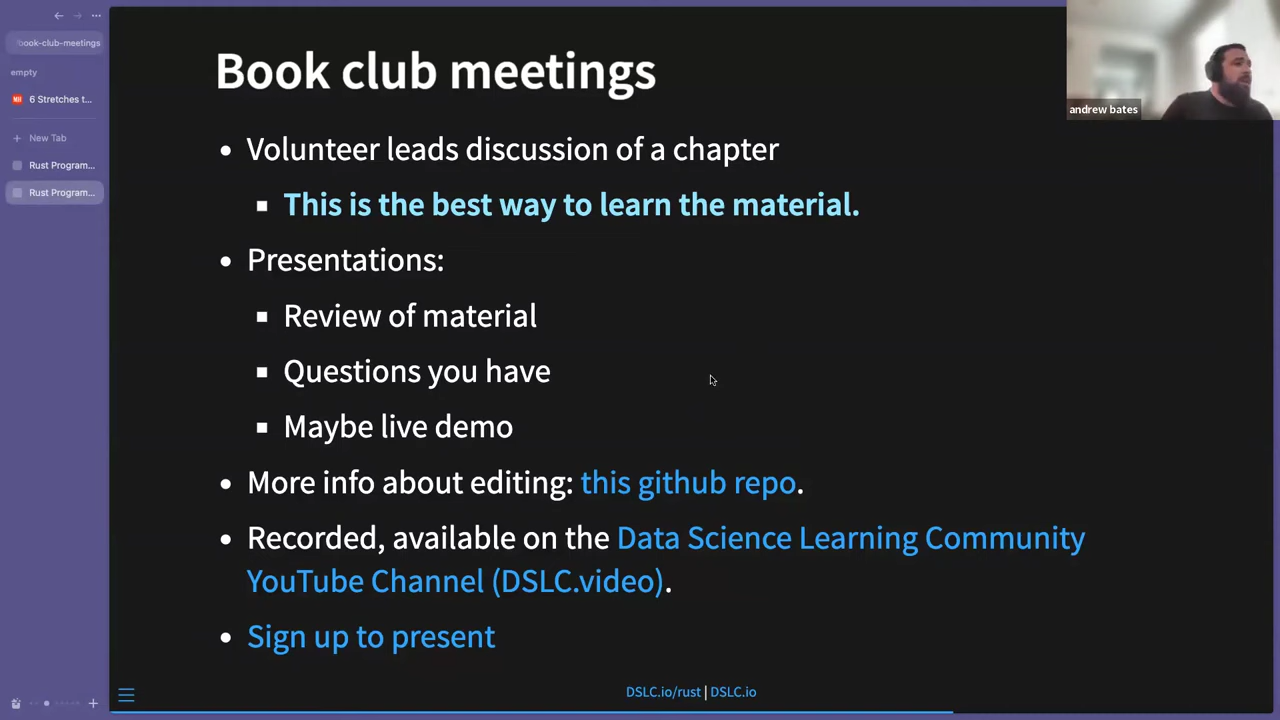 book-club-meetings
empty
6 Stretches t...
New Tab
Rust Program...
Rust Program...
Book club meetings
Volunteer leads discussion of a chapter
This is the best way to learn the material.
Presentations:
Review of material
Questions you have
Maybe live demo
More info about editing: this github repo.
Recorded, available on the Data Science Learning Community
YouTube Channel (DSLC.video).
Sign up to present
DSLC.io/rust | DSLC.io
andrew bates